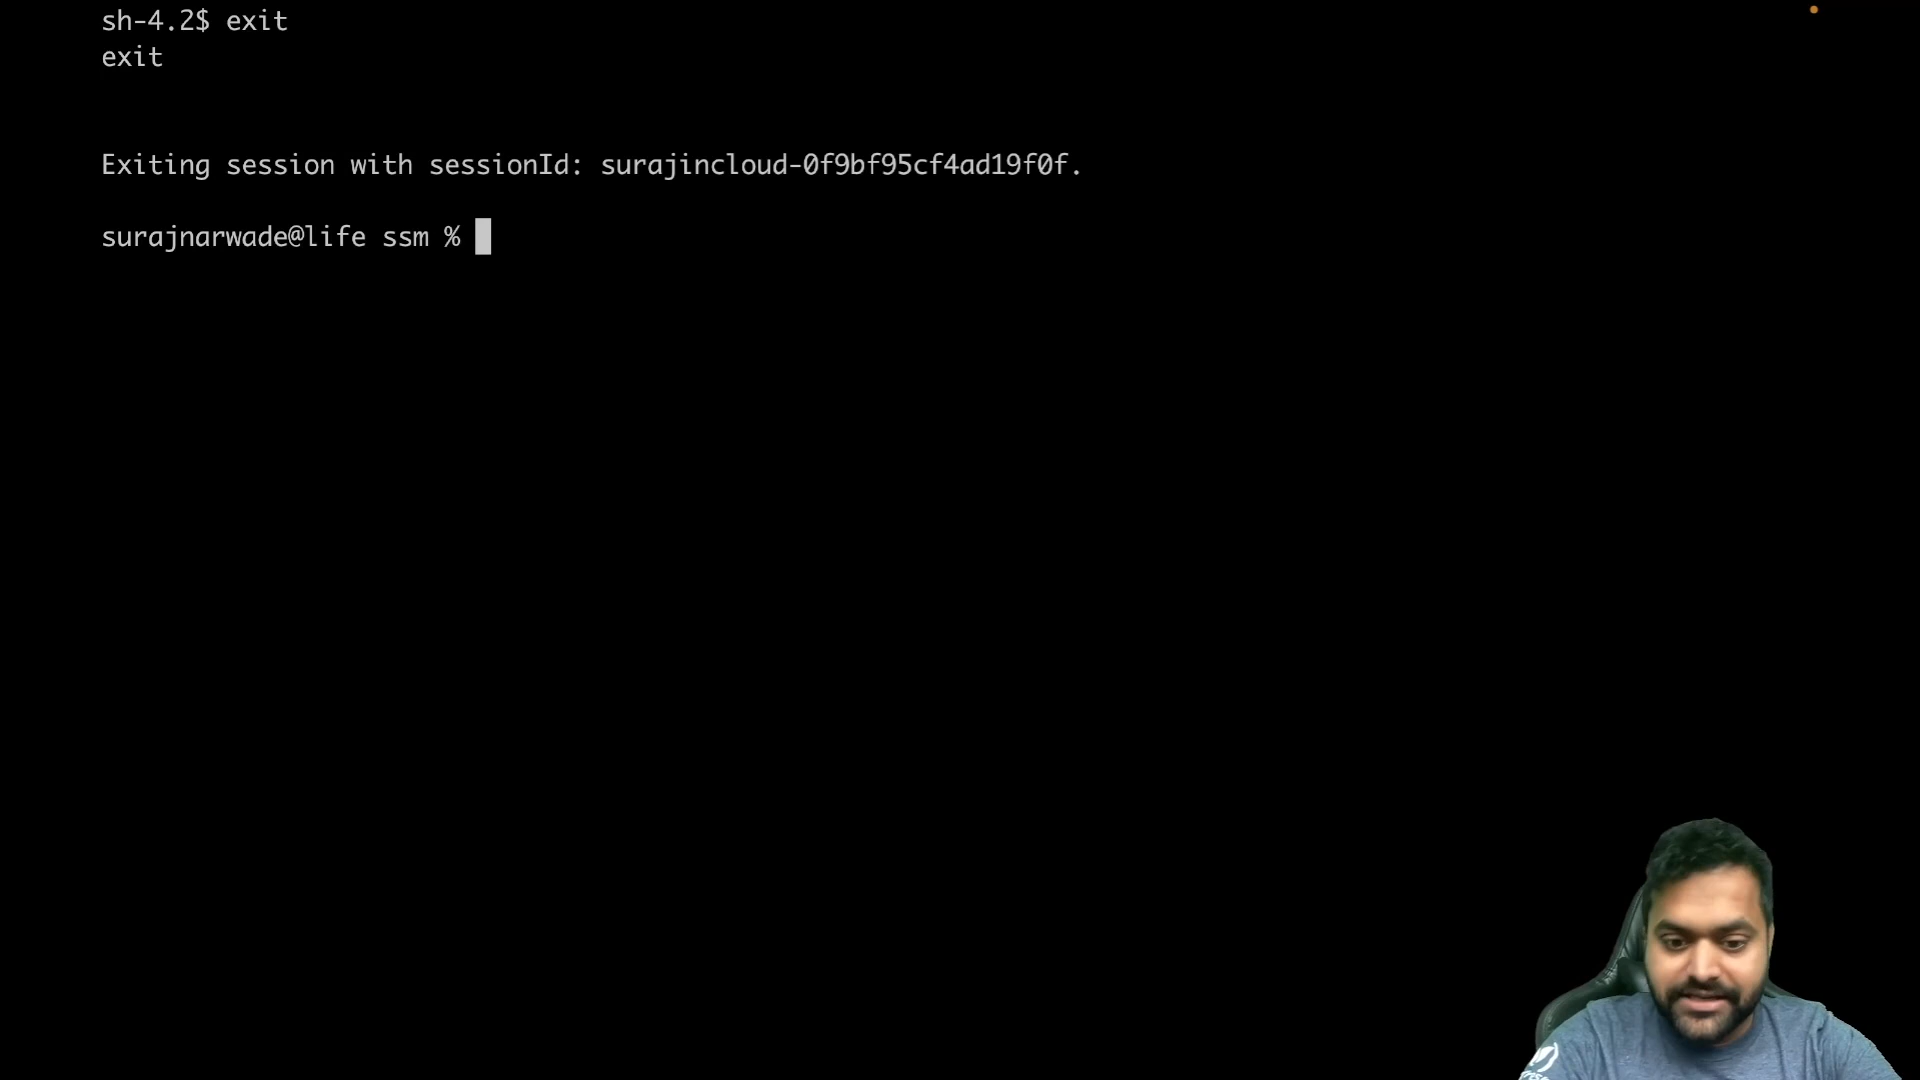 sh-4.2$ exit
exit
Exiting session with sessionId: surajincloud-0f9bf95cf4ad19f0f.
surajnarwade@life ssm %